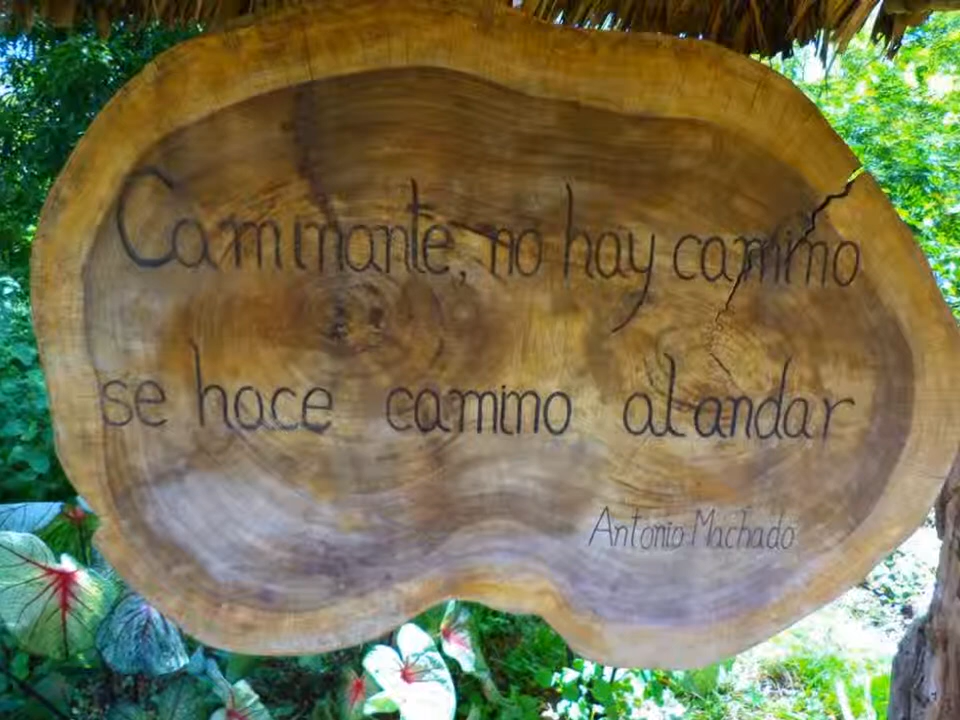 Caminante, no hay camino
se hace camino al andar
Antonio Machado